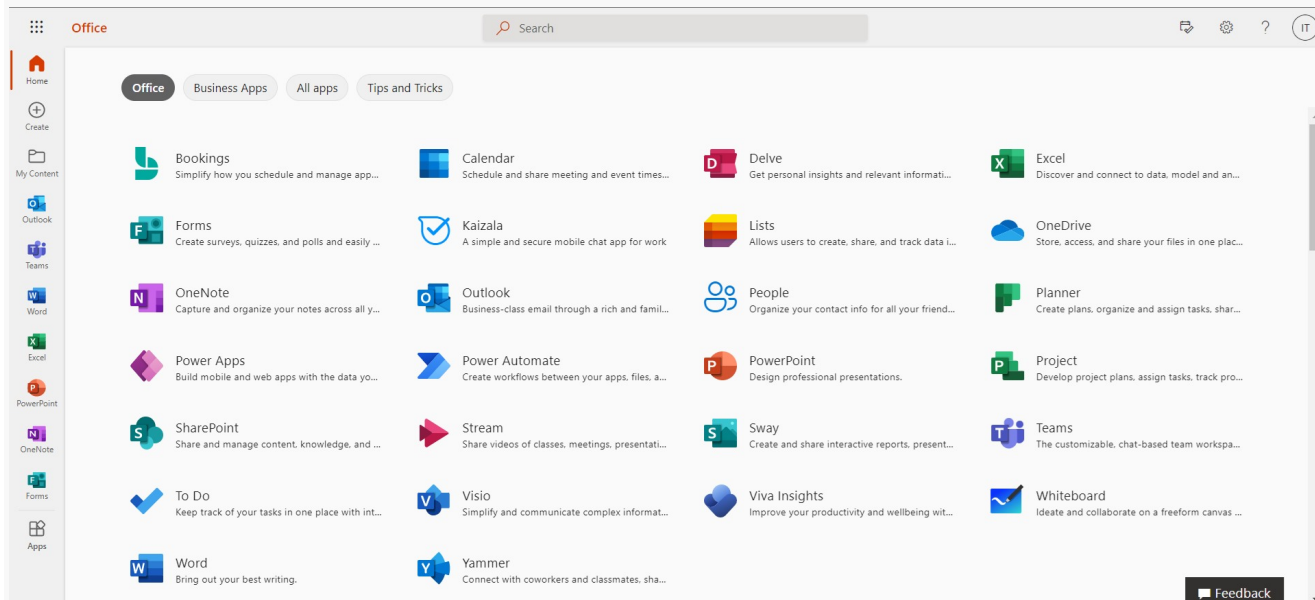 Office
Search
IT
Home
Create
My Content
Outlook
Teams
Word
Excel
PowerPoint
OneNote
Forms
Apps
Office
Business Apps
All apps
Tips and Tricks
Bookings
Simplify how you schedule and manage app...
Calendar
Schedule and share meeting and event times...
Delve
Get personal insights and relevant informati...
Excel
Discover and connect to data, model and an...
Forms
Create surveys, quizzes, and polls and easily ...
Kaizala
A simple and secure mobile chat app for work
Lists
Allows users to create, share, and track data i...
OneDrive
Store, access, and share your files in one plac...
OneNote
Capture and organize your notes across all y...
Outlook
Business-class email through a rich and famil...
People
Organize your contact info for all your friend...
Planner
Create plans, organize and assign tasks, shar...
Power Apps
Build mobile and web apps with the data yo...
Power Automate
Create workflows between your apps, files, a...
PowerPoint
Design professional presentations.
Project
Develop project plans, assign tasks, track pro...
SharePoint
Share and manage content, knowledge, and ...
Stream
Share videos of classes, meetings, presentati...
Sway
Create and share interactive reports, present...
Teams
The customizable, chat-based team workspa...
To Do
Keep track of your tasks in one place with int...
Visio
Simplify and communicate complex informat...
Viva Insights
Improve your productivity and wellbeing wit...
Whiteboard
Ideate and collaborate on a freeform canvas ...
Word
Bring out your best writing.
Yammer
Connect with coworkers and classmates, sha...
Feedback